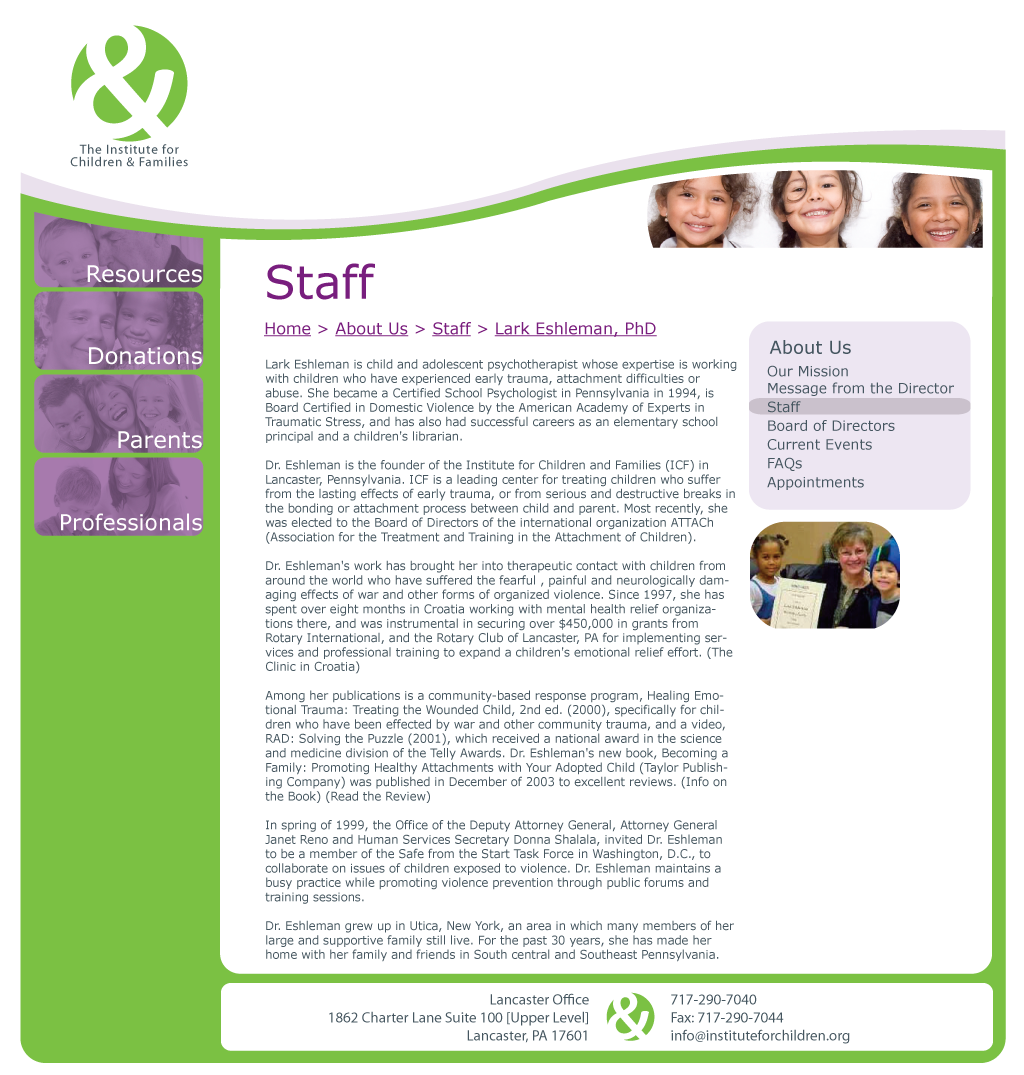 The Institute for
Children & Families
Resources
Donations
Parents
Professionals
Staff
Home > About Us > Staff > Lark Eshleman, PhD
Lark Eshleman is child and adolescent psychotherapist whose expertise is working
with children who have experienced early trauma, attachment difficulties or
abuse. She became a Certified School Psychologist in Pennsylvania in 1994, is
Board Certified in Domestic Violence by the American Academy of Experts in
Traumatic Stress, and has also had successful careers as an elementary school
principal and a children's librarian.
Dr. Eshleman is the founder of the Institute for Children and Families (ICF) in
Lancaster, Pennsylvania. ICF is a leading center for treating children who suffer
from the lasting effects of early trauma, or from serious and destructive breaks in
the bonding or attachment process between child and parent. Most recently, she
was elected to the Board of Directors of the international organization ATTACh
(Association for the Treatment and Training in the Attachment of Children).
Dr. Eshleman's work has brought her into therapeutic contact with children from
around the world who have suffered the fearful , painful and neurologically dam-
aging effects of war and other forms of organized violence. Since 1997, she has
spent over eight months in Croatia working with mental health relief organiza-
tions there, and was instrumental in securing over $450,000 in grants from
Rotary International, and the Rotary Club of Lancaster, PA for implementing ser-
vices and professional training to expand a children's emotional relief effort. (The
Clinic in Croatia)
Among her publications is a community-based response program, Healing Emo-
tional Trauma: Treating the Wounded Child, 2nd ed. (2000), specifically for chil-
dren who have been effected by war and other community trauma, and a video,
RAD: Solving the Puzzle (2001), which received a national award in the science
and medicine division of the Telly Awards. Dr. Eshleman's new book, Becoming a
Family: Promoting Healthy Attachments with Your Adopted Child (Taylor Publish-
ing Company) was published in December of 2003 to excellent reviews. (Info on
the Book) (Read the Review)
In spring of 1999, the Office of the Deputy Attorney General, Attorney General
Janet Reno and Human Services Secretary Donna Shalala, invited Dr. Eshleman
to be a member of the Safe from the Start Task Force in Washington, D.C., to
collaborate on issues of children exposed to violence. Dr. Eshleman maintains a
busy practice while promoting violence prevention through public forums and
training sessions.
Dr. Eshleman grew up in Utica, New York, an area in which many members of her
large and supportive family still live. For the past 30 years, she has made her
home with her family and friends in South central and Southeast Pennsylvania.
About Us
Our Mission
Message from the Director
Staff
Board of Directors
Current Events
FAQs
Appointments
Lancaster Office
1862 Charter Lane Suite 100 [Upper Level]
Lancaster, PA 17601
717-290-7040
Fax: 717-290-7044
info@instituteforchildren.org